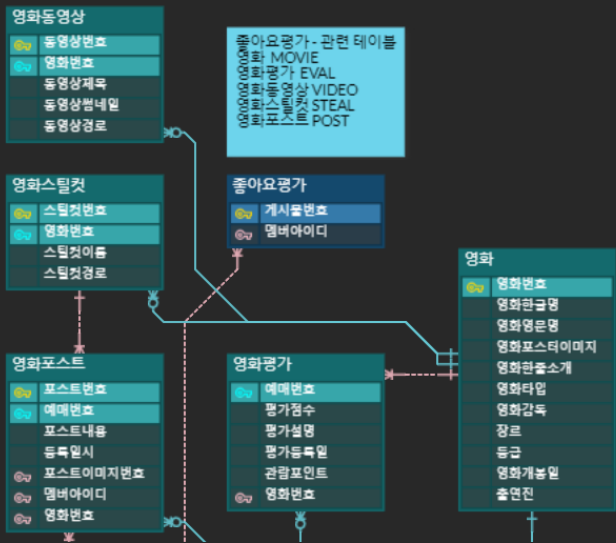 영화동영상
동영상번호
영화번호
동영상제목
동영상썸네일
동영상경로
좋아요평가 - 관련 테이블
영화 MOVIE
영화평가 EVAL
영화동영상 VIDEO
영화스틸컷 STEAL
영화포스트 POST
영화스틸컷
스틸컷번호
영화번호
스틸컷이름
스틸컷경로
좋아요평가
게시물번호
멤버아이디
영화
영화번호
영화한글명
영화영문명
영화포스터이미지
영화한줄소개
영화타입
영화감독
장르
등급
영화개봉일
출연진
영화포스트
포스트번호
예매번호
포스트내용
등록일시
포스트이미지번호
멤버아이디
영화번호
영화평가
예매번호
평가점수
평가설명
평가등록일
관람포인트
영화번호